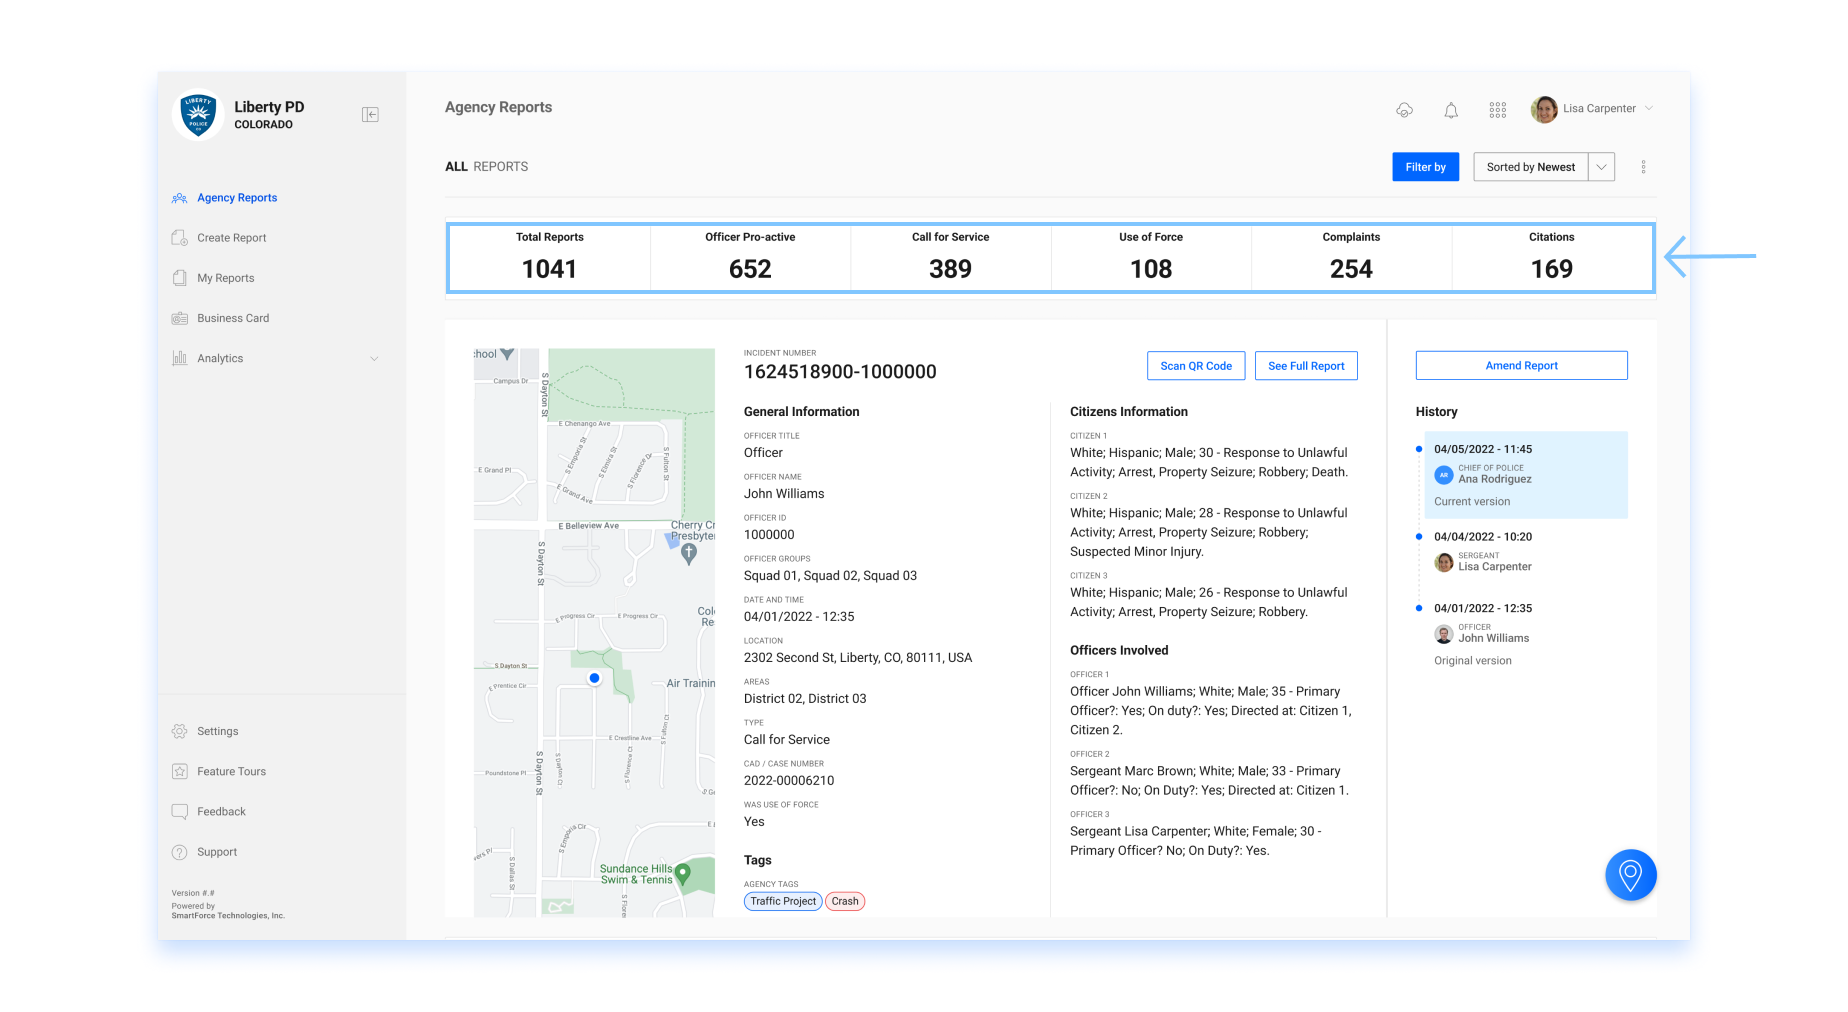 LIBERTY
POLICE
Liberty PD
COLORADO
Agency Reports
Create Report
My Reports
Business Card
Analytics
Settings
Feature Tours
Feedback
Support
Version #.#
Powered by
SmartForce Technologies, Inc.
Agency Reports
Lisa Carpenter
ALL REPORTS
Filter by
Sorted by Newest
Total Reports
1041
Officer Pro-active
652
Call for Service
389
Use of Force
108
Complaints
254
Citations
169
hool
Campus Dr
S Dayton St
E Chenango Ave
S Emporia St
S Elmira St
S Florence D
S Fulton St
E Grand Pl
E Grand Ave
E Belleview Ave
Cherry Cr
Presbyte
S Dayton St
Col
Re
E Progress Cir
E Progress Cir
S Dayton St
E Prentice Cir
Air Trainin
S Fulton Ct
E Crestline Ave
S Dayton St
S Dayton Ct
S Florence Ct
Poundstone Pl
S Emporia Cir
vers Pl
S Dallas St
Sundance Hills
Swim & Tennis
S Flore
INCIDENT NUMBER
1624518900-1000000
Scan QR Code
See Full Report
General Information
OFFICER TITLE
Officer
OFFICER NAME
John Williams
OFFICER ID
1000000
OFFICER GROUPS
Squad 01, Squad 02, Squad 03
DATE AND TIME
04/01/2022 - 12:35
LOCATION
2302 Second St, Liberty, CO, 80111, USA
AREAS
District 02, District 03
TYPE
Call for Service
CAD / CASE NUMBER
2022-00006210
WAS USE OF FORCE
Yes
Tags
AGENCY TAGS
Traffic Project
Crash
Citizens Information
CITIZEN 1
White; Hispanic; Male; 30 - Response to Unlawful
Activity; Arrest, Property Seizure; Robbery; Death.
CITIZEN 2
White; Hispanic; Male; 28 - Response to Unlawful
Activity; Arrest, Property Seizure; Robbery;
Suspected Minor Injury.
CITIZEN 3
White; Hispanic; Male; 26 - Response to Unlawful
Activity; Arrest, Property Seizure; Robbery.
Officers Involved
OFFICER 1
Officer John Williams; White; Male; 35 - Primary
Officer?: Yes; On duty?: Yes; Directed at: Citizen 1,
Citizen 2.
OFFICER 2
Sergeant Marc Brown; White; Male; 33 - Primary
Officer?: No; On Duty?: Yes; Directed at: Citizen 1.
OFFICER 3
Sergeant Lisa Carpenter; White; Female; 30 -
Primary Officer? No; On Duty?: Yes.
Amend Report
History
04/05/2022 - 11:45
AR
CHIEF OF POLICE
Ana Rodriguez
Current version
04/04/2022 - 10:20
SERGEANT
Lisa Carpenter
04/01/2022 - 12:35
OFFICER
John Williams
Original version